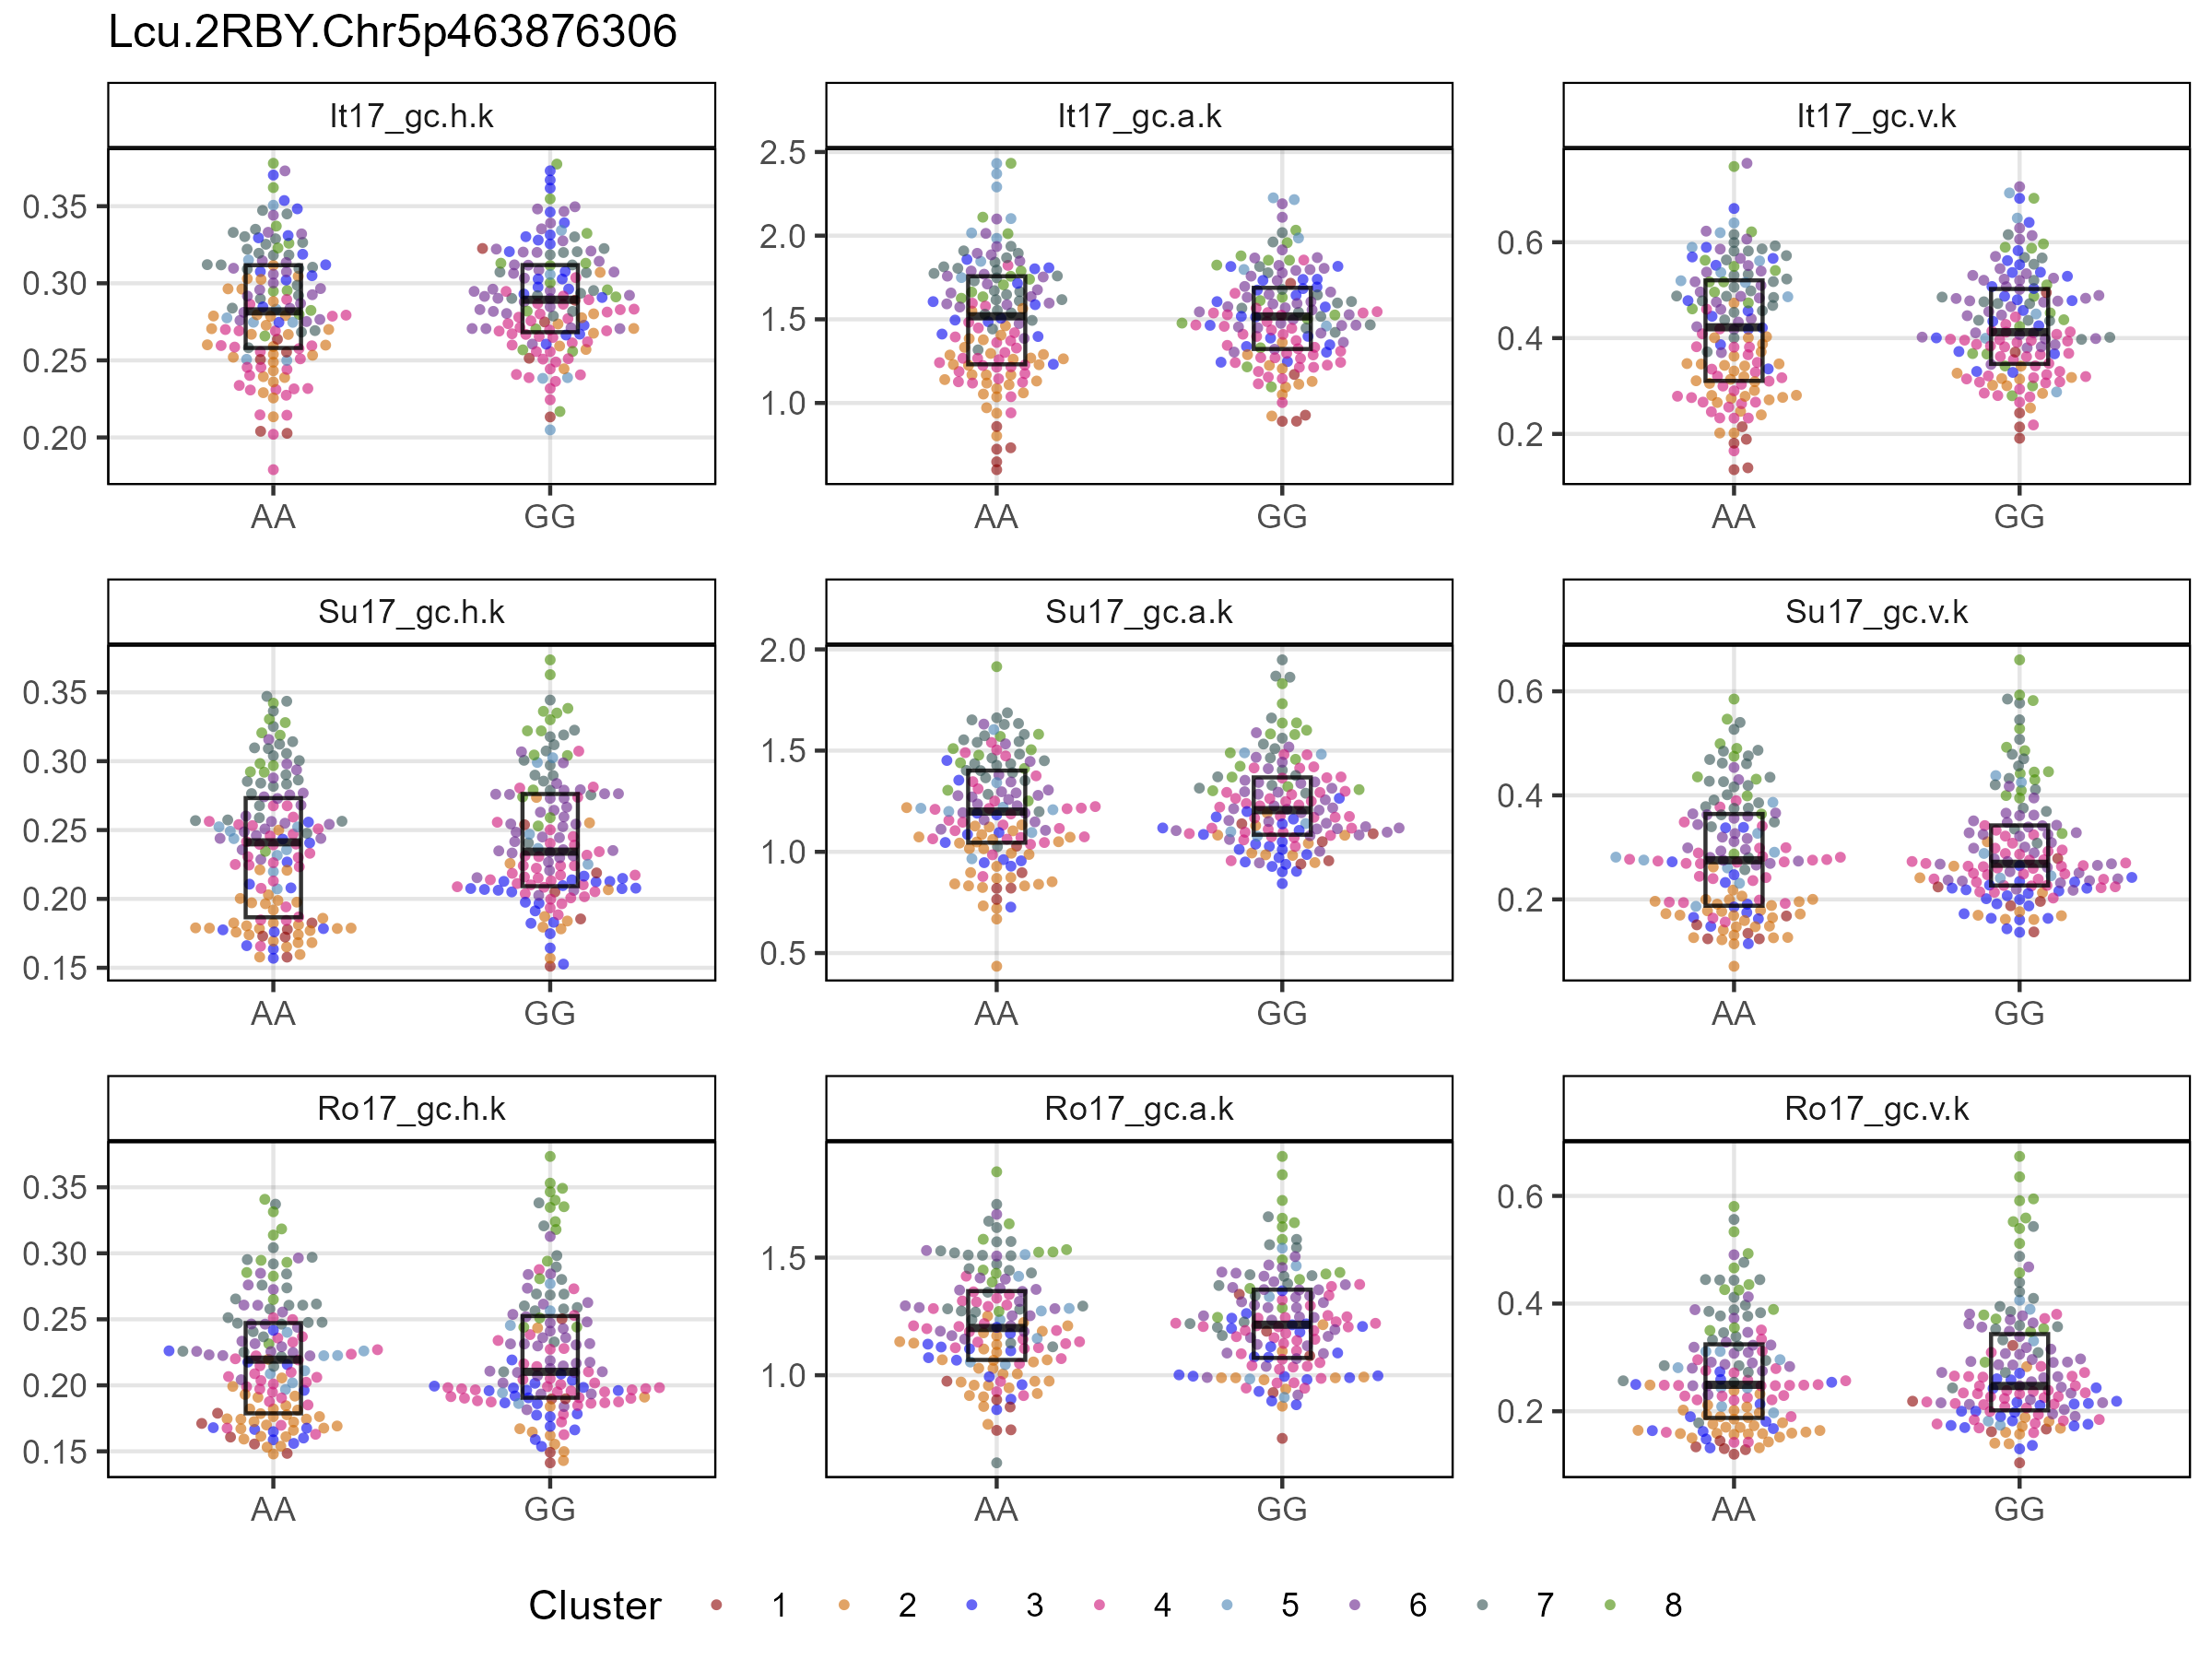 Lcu.2RBY.Chr5p463876306
It17_gc.h.k
It17_gc.a.k
It17_gc.v.k
0.35
0.30
0.25
0.20
2.5
2.0
1.5
1.0
0.6
0.4
0.2
AA
GG
AA
GG
AA
GG
Su17_gc.h.k
Su17_gc.a.k
Su17_gc.v.k
0.35
0.30
0.25
0.20
0.15
2.0
1.5
1.0
0.5
0.6
0.4
0.2
AA
GG
AA
GG
AA
GG
Ro17_gc.h.k
Ro17_gc.a.k
Ro17_gc.v.k
0.35
0.30
0.25
0.20
0.15
1.5
1.0
0.6
0.4
0.2
AA
GG
AA
GG
AA
GG
Cluster 1 2 3 4 5 6 7 8